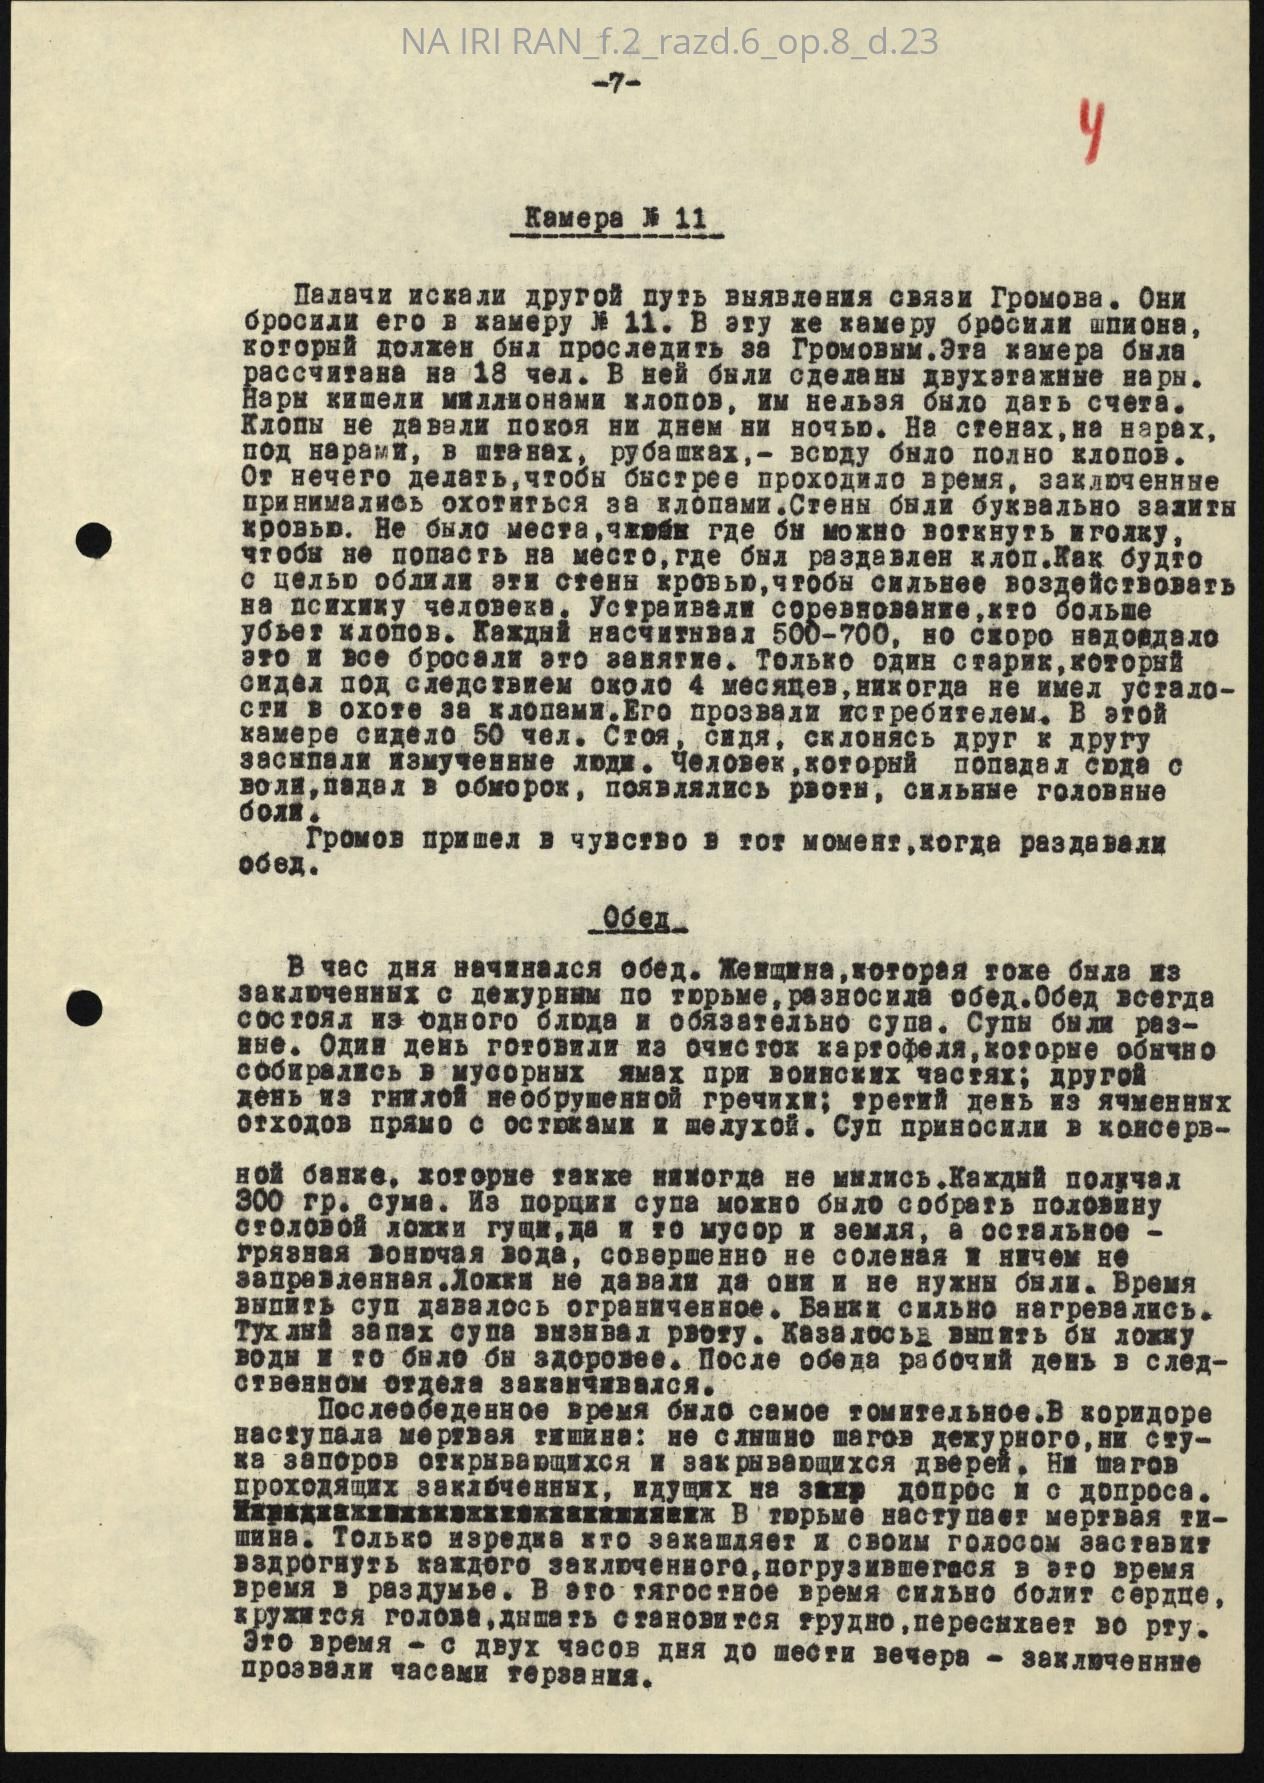 NA IRI RAN_f.2_razd.6_op.8_d.23
-7-
4
Камера № 11
Палачи искали другой путь выявления связи Громова. Они
бросили его в камеру № 11. В эту же камеру бросили шпиона,
который должен был проследить за Громовым.Эта камера была
рассчитана на 18 чел. В ней были сделаны двухэтажные нары.
Нары кишели миллионами клопов, им нельзя было дать счета.
Клопы не давали покоя ни днем ни ночью. На стенах,на нарах,
под нарами, в штанах, рубашках,- всюду было полно клопов.
От нечего делать,чтобы быстрее проходило время, заключенные
принимались охотиться за клопами.Стены были буквально залиты
кровью. Не было места, где бы можно воткнуть иголку,
чтобы не попасть на место,где был раздавлен клоп.Как будто
с целью облили эти стены кровью,чтобы сильнее воздействовать
на психику человека. Устраивали соревнование,кто больше
убьет клопов. Каждый насчитывал 500-700, но скоро надоедало
это и все бросали это занятие. Только один старик,который
сидел под следствием около 4 месяцев,никогда не имел устало-
сти в охоте за клопами.Его прозвали истребителем. В этой
камере сидело 50 чел. Стоя, сидя, склонясь друг к другу
засыпали измученные люди. Человек,который попадал сюда с
воли,падал в обморок, появлялись рвоты, сильные головные
боли.
Громов пришел в чувство в тот момент,когда раздавали
обед.
Обед
В час дня начинался обед. Женщина,которая тоже была из
заключенных с дежурным по тюрьме,разносила обед.Обед всегда
состоял из одного блюда и обязательно супа. Супы были раз-
ные. Один день готовили из очисток картофеля,которые обычно
собирались в мусорных ямах при воинских частях; другой
день из гнилой необрушенной гречихи; третий день из ячменных
отходов прямо с остюками и шелухой. Суп приносили в консерв-
ной банке, которые также никогда не мылись.Каждый получал
300 гр. сума. Из порции супа можно было собрать половину
столовой ложки гущи,да и то мусор и земля, а остальное -
грязная вонючая вода, совершенно не соленая и ничем не
заправленная.Ложки не давали да они и не нужны были. Время
выпить суп давалось ограниченное. Банки сильно нагревались.
Тухлый запах супа вызывал рвоту. Казалось, выпить бы ложку
воды и то было бы здоровее. После обеда рабочий день в след-
ственном отдела заканчивался.
Послеобеденное время было самое томительное.В коридоре
наступала мертвая тишина: не слышно шагов дежурного,ни сту-
ка запоров открывающихся и закрывающихся дверей. Ни шагов
проходящих заключенных, идущих на допрос и с допроса.
В тюрьме наступает мертвая ти-
шина. Только изредка кто закашляет и своим голосом заставит
вздрогнуть каждого заключенного,погрузившегося в это время
время в раздумье. В это тягостное время сильно болит сердце,
кружится голова,дышать становится трудно,пересыхает во рту.
Это время - с двух часов дня до шести вечера - заключенные
прозвали часами терзания.